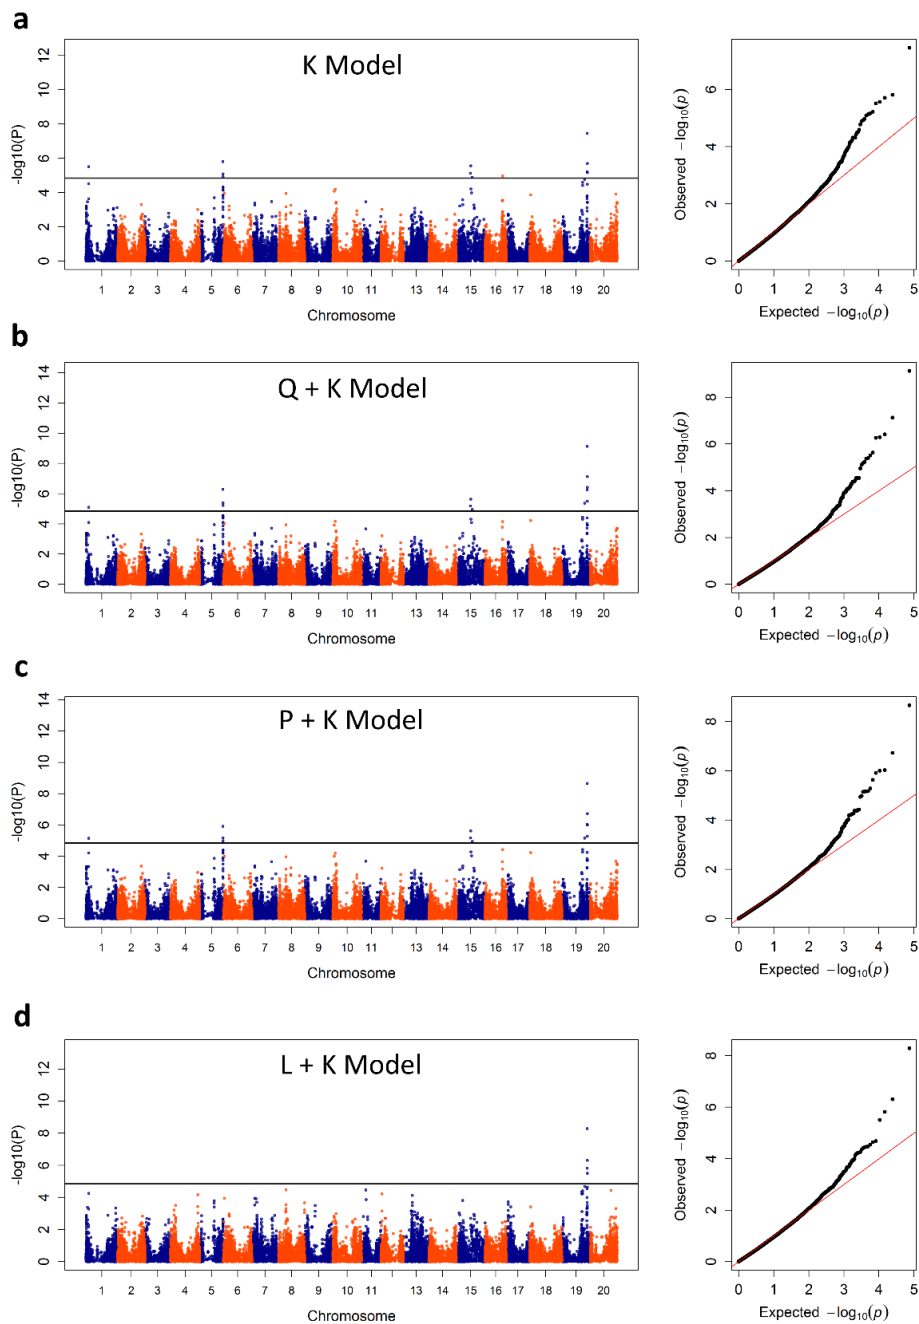 a
K Model
-log10(P)
0 2 4 6 8 10 12
1 2 3 4 5 6 7 8 9 10 11 13 14 15 16 17 18 19 20
Chromosome
Observed −log10(p)
0 2 4 6
0 1 2 3 4 5
Expected −log10(p)
b
Q + K Model
-log10(P)
0 2 4 6 8 10 12 14
1 2 3 4 5 6 7 8 9 10 11 13 14 15 16 17 18 19 20
Chromosome
Observed −log10(p)
0 2 4 6 8
0 1 2 3 4 5
Expected −log10(p)
c
P + K Model
-log10(P)
0 2 4 6 8 10 12 14
1 2 3 4 5 6 7 8 9 10 11 13 14 15 16 17 18 19 20
Chromosome
Observed −log10(p)
0 2 4 6 8
0 1 2 3 4 5
Expected −log10(p)
d
L + K Model
-log10(P)
0 2 4 6 8 10 12
1 2 3 4 5 6 7 8 9 10 11 13 14 15 16 17 18 19 20
Chromosome
Observed −log10(p)
0 2 4 6 8
0 1 2 3 4 5
Expected −log10(p)